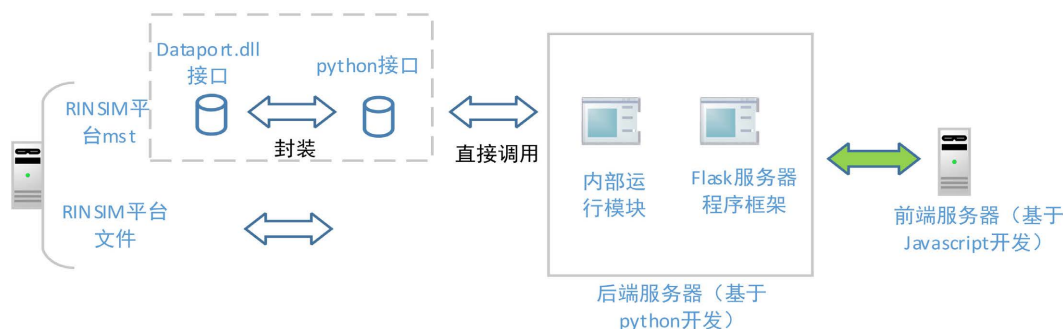 Dataport.dll
接口
python接口
RINSIM平
台mst
封装
直接调用
内部运
行模块
Flask服务器
程序框架
RINSIM平台
文件
前端服务器（基于
Javascript开发）
后端服务器（基于
python开发）